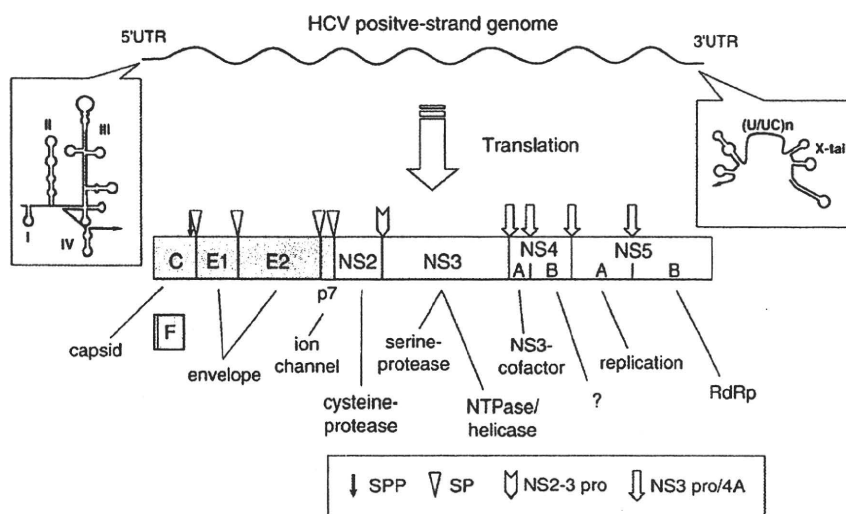 HCV positve-strand genome
5'UTR
3'UTR
II
III
I
IV
(U/UC)n
X-tail
Translation
C
E1
E2
p7
NS2
NS3
NS4
A
B
NS5
A
B
F
capsid
envelope
ion
channel
cysteine-
protease
serine-
protease
NTPase/
helicase
NS3-
cofactor
?
replication
RdRp
SPP
SP
NS2-3 pro
NS3 pro/4A